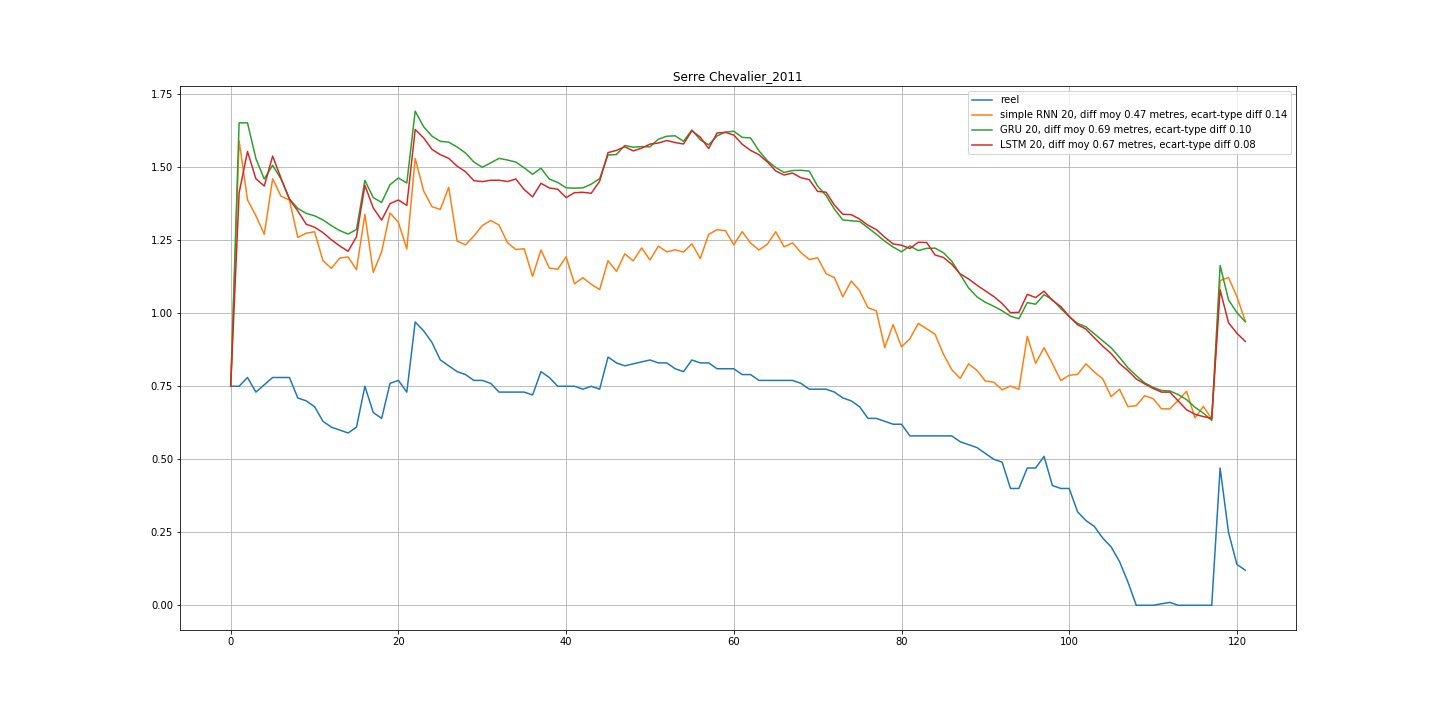 Serre Chevalier_2011
reel
simple RNN 20, diff moy 0.47 metres, ecart-type diff 0.14
GRU 20, diff moy 0.69 metres, ecart-type diff 0.10
LSTM 20, diff moy 0.67 metres, ecart-type diff 0.08
1.75
1.50
1.25
1.00
0.75
0.50
0.25
0.00
0 20 40 60 80 100 120